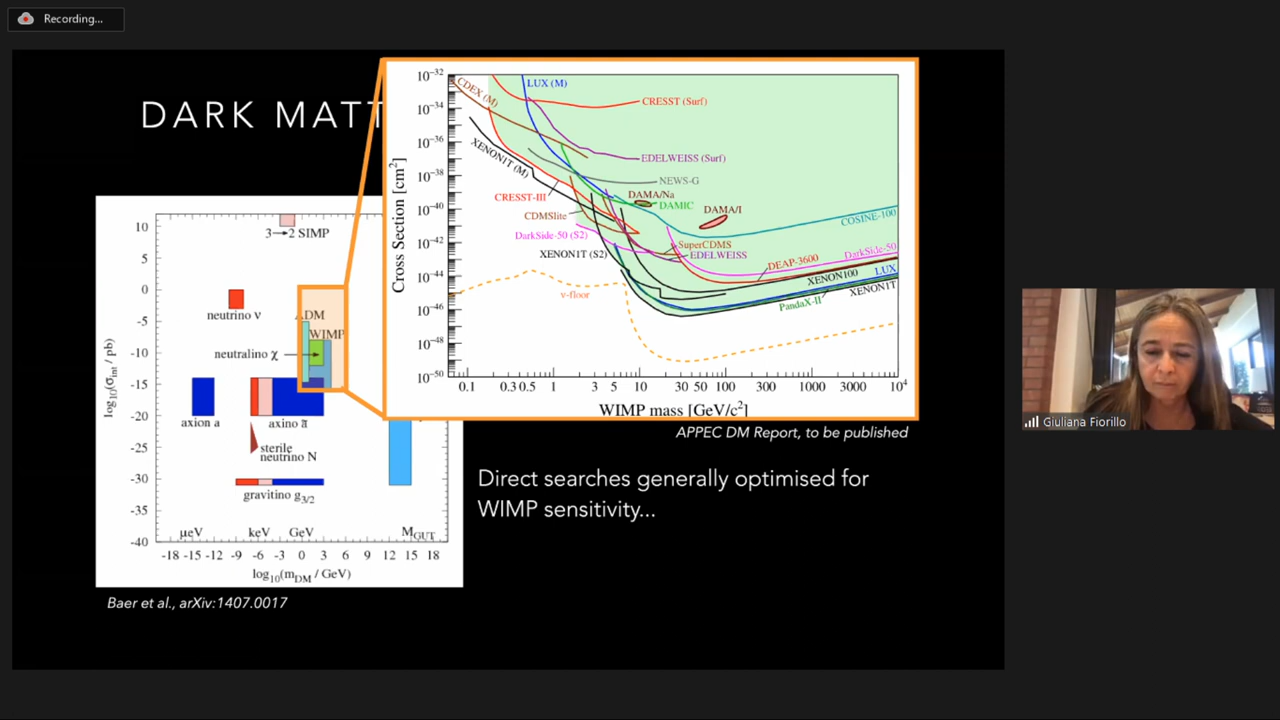 Recording...
DARK MATT
10⁻³²
10⁻³⁴
10⁻³⁶
10⁻³⁸
10⁻⁴⁰
10⁻⁴²
10⁻⁴⁴
10⁻⁴⁶
10⁻⁴⁸
10⁻⁵⁰
Cross Section [cm²]
CDEX (M)
LUX (M)
CRESST (Surf)
XENON1T (M)
EDELWEISS (Surf)
NEWS-G
CRESST-III
DAMA/Na
DAMIC
CDMSlite
DAMA/I
COSINE-100
DarkSide-50 (S2)
SuperCDMS
XENON1T (S2)
EDELWEISS
DarkSide-50
DEAP-3600
XENON100
LUX
ν-floor
PandaX-II
XENON1T
0.1 0.3 0.5 1 3 5 10 30 50 100 300 1000 3000 10⁴
WIMP mass [GeV/c²]
APPEC DM Report, to be published
10
5
0
-5
-10
-15
-20
-25
-30
-35
-40
log₁₀(σ_int / pb)
3→2 SIMP
neutrino ν
ADM
WIMP
neutralino χ
axion a
axino ã
sterile
neutrino N
gravitino g₃/₂
μeV keV GeV M_GUT
-18 -15 -12 -9 -6 -3 0 3 6 9 12 15 18
log₁₀(m_DM / GeV)
Baer et al., arXiv:1407.0017
Direct searches generally optimised for
WIMP sensitivity...
Giuliana Fiorillo